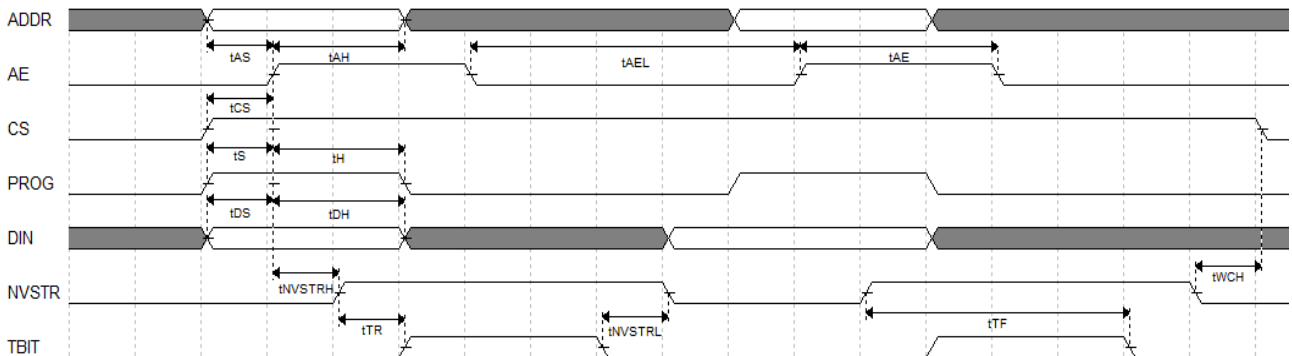 ADDR
tAS
tAH
tAEL
tAE
AE
tCS
CS
tS
tH
PROG
tDS
tDH
DIN
tNVSTRH
tWCH
NVSTR
tTR
tNVSTRL
tTF
TBIT